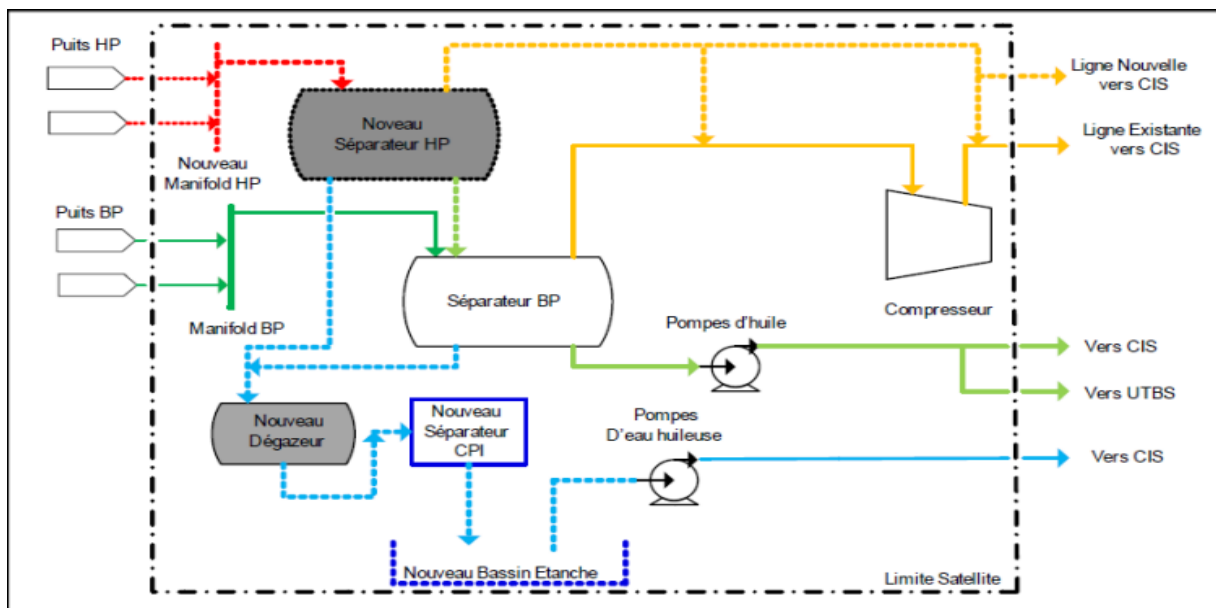 Puits HP
Nouveau
Manifold HP
Noveau
Séparateur HP
Ligne Nouvelle
vers CIS
Ligne Existante
vers CIS
Puits BP
Manifold BP
Séparateur BP
Compresseur
Pompes d'huile
Vers CIS
Vers UTBS
Nouveau
Dégazeur
Nouveau
Séparateur
CPI
Pompes
D'eau huileuse
Vers CIS
Nouveau Bassin Etanche
Limite Satellite